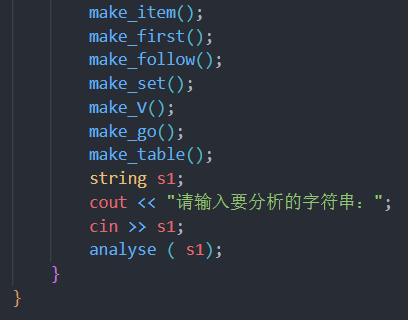 make_item();
make_first();
make_follow();
make_set();
make_V();
make_go();
make_table();
string s1;
cout << "请输入要分析的字符串：";
cin >> s1;
analyse ( s1);
}
}